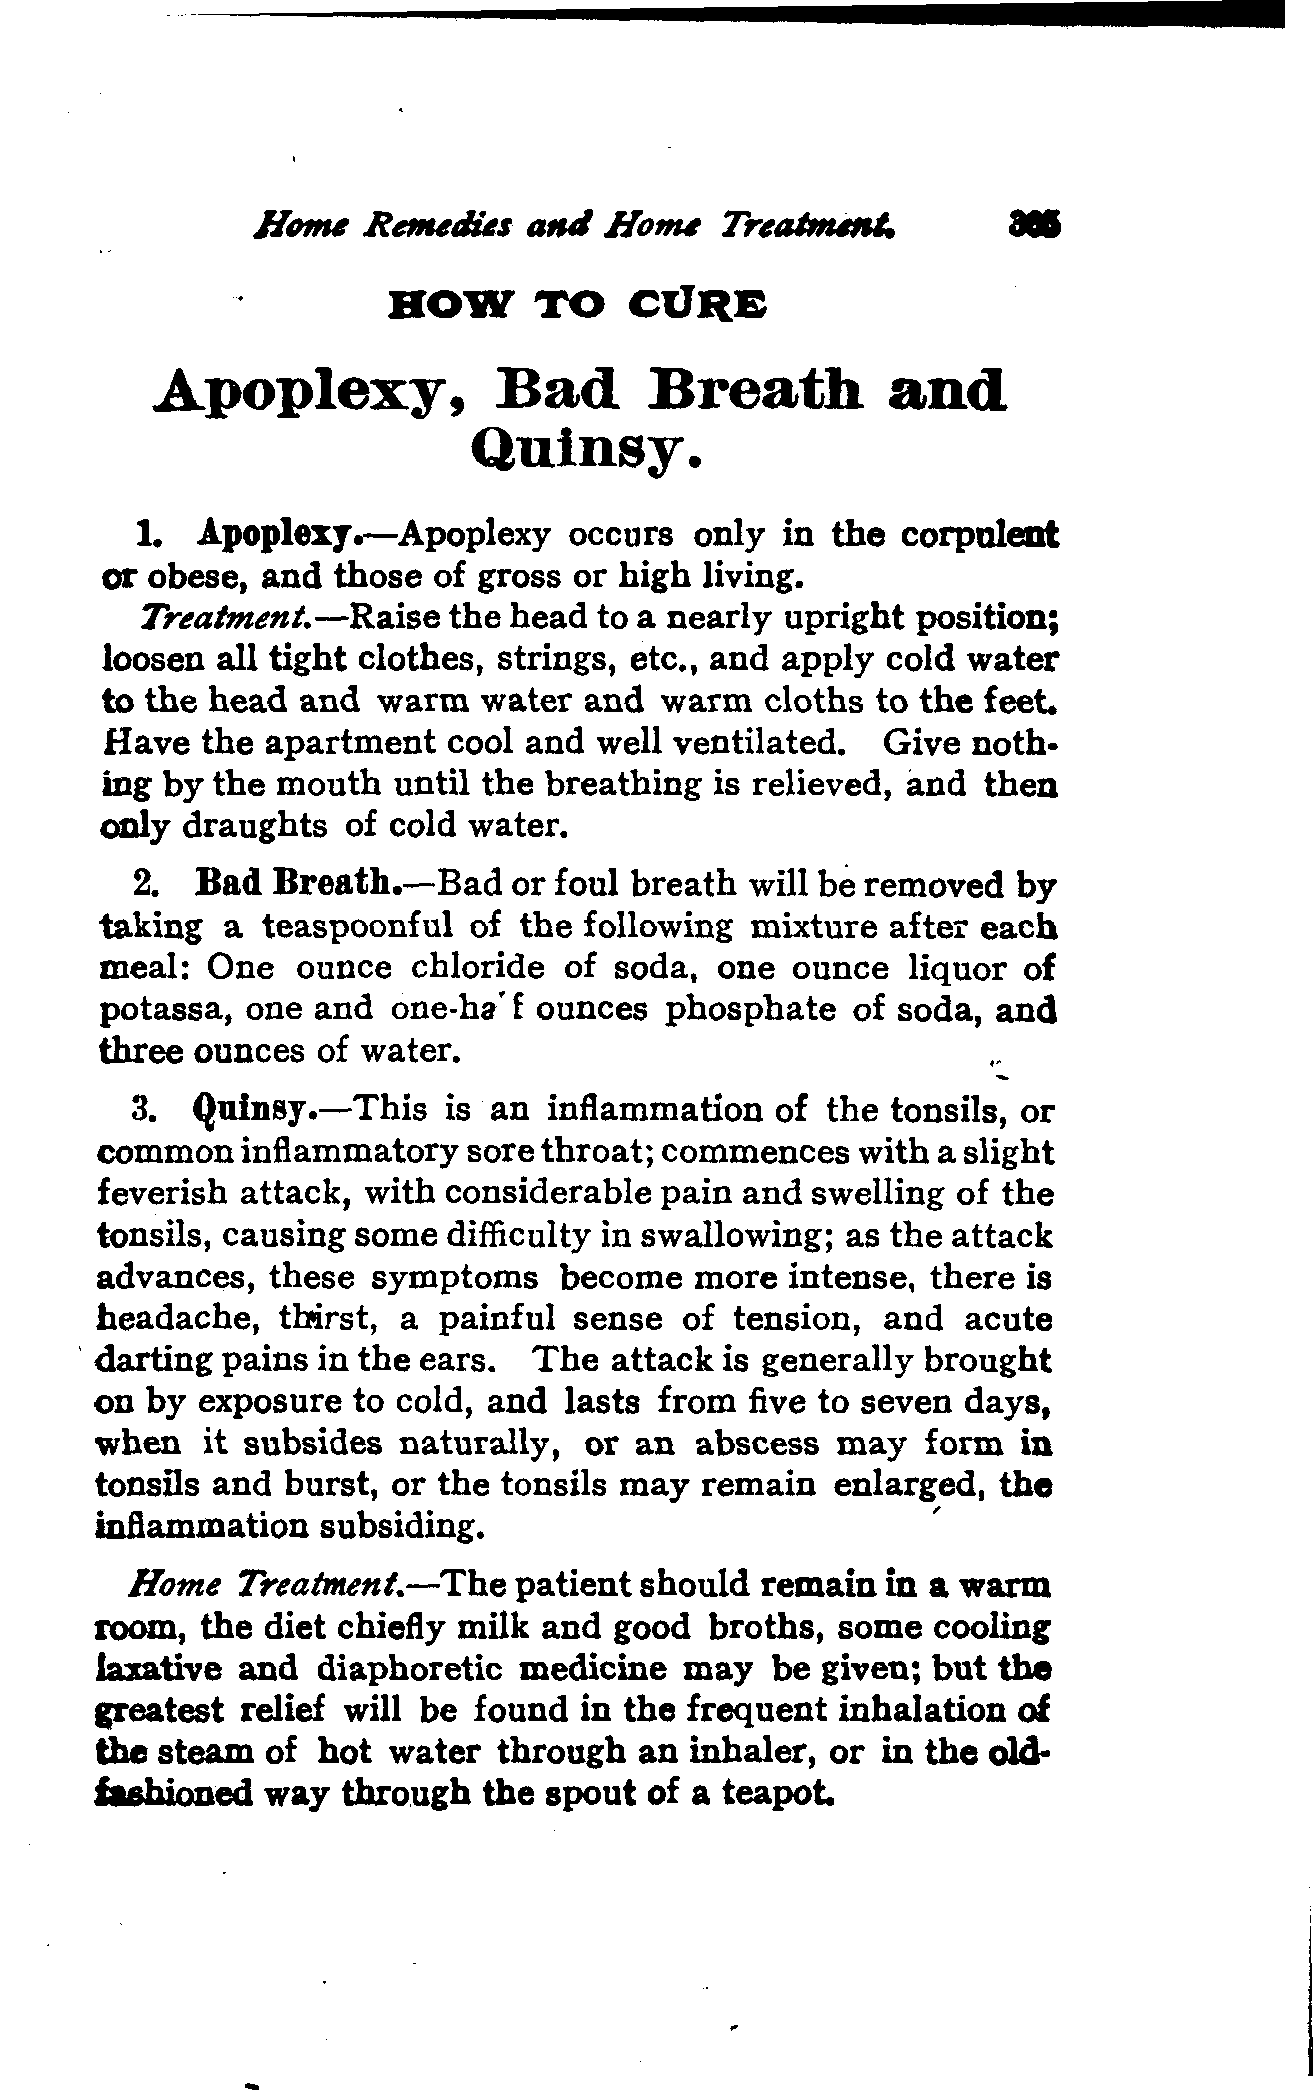 Home Remedies and Home Treatment.
HOW TO CURE
Apoplexy, Bad Breath and
Quinsy.
1. Apoplexy.—Apoplexy occurs only in the corpulent
or obese, and those of gross or high living.
Treatment.—Raise the head to a nearly upright position;
loosen all tight clothes, strings, etc., and apply cold water
to the head and warm water and warm cloths to the feet.
Have the apartment cool and well ventilated. Give noth-
ing by the mouth until the breathing is relieved, and then
only draughts of cold water.
2. Bad Breath.—Bad or foul breath will be removed by
taking a teaspoonful of the following mixture after each
meal: One ounce chloride of soda, one ounce liquor of
potassa, one and one-half ounces phosphate of soda, and
three ounces of water.
3. Quinsy.—This is an inflammation of the tonsils, or
common inflammatory sore throat; commences with a slight
feverish attack, with considerable pain and swelling of the
tonsils, causing some difficulty in swallowing; as the attack
advances, these symptoms become more intense, there is
headache, thirst, a painful sense of tension, and acute
darting pains in the ears. The attack is generally brought
on by exposure to cold, and lasts from five to seven days,
when it subsides naturally, or an abscess may form in
tonsils and burst, or the tonsils may remain enlarged, the
inflammation subsiding.
Home Treatment.—The patient should remain in a warm
room, the diet chiefly milk and good broths, some cooling
laxative and diaphoretic medicine may be given; but the
greatest relief will be found in the frequent inhalation of
the steam of hot water through an inhaler, or in the old-
fashioned way through the spout of a teapot.